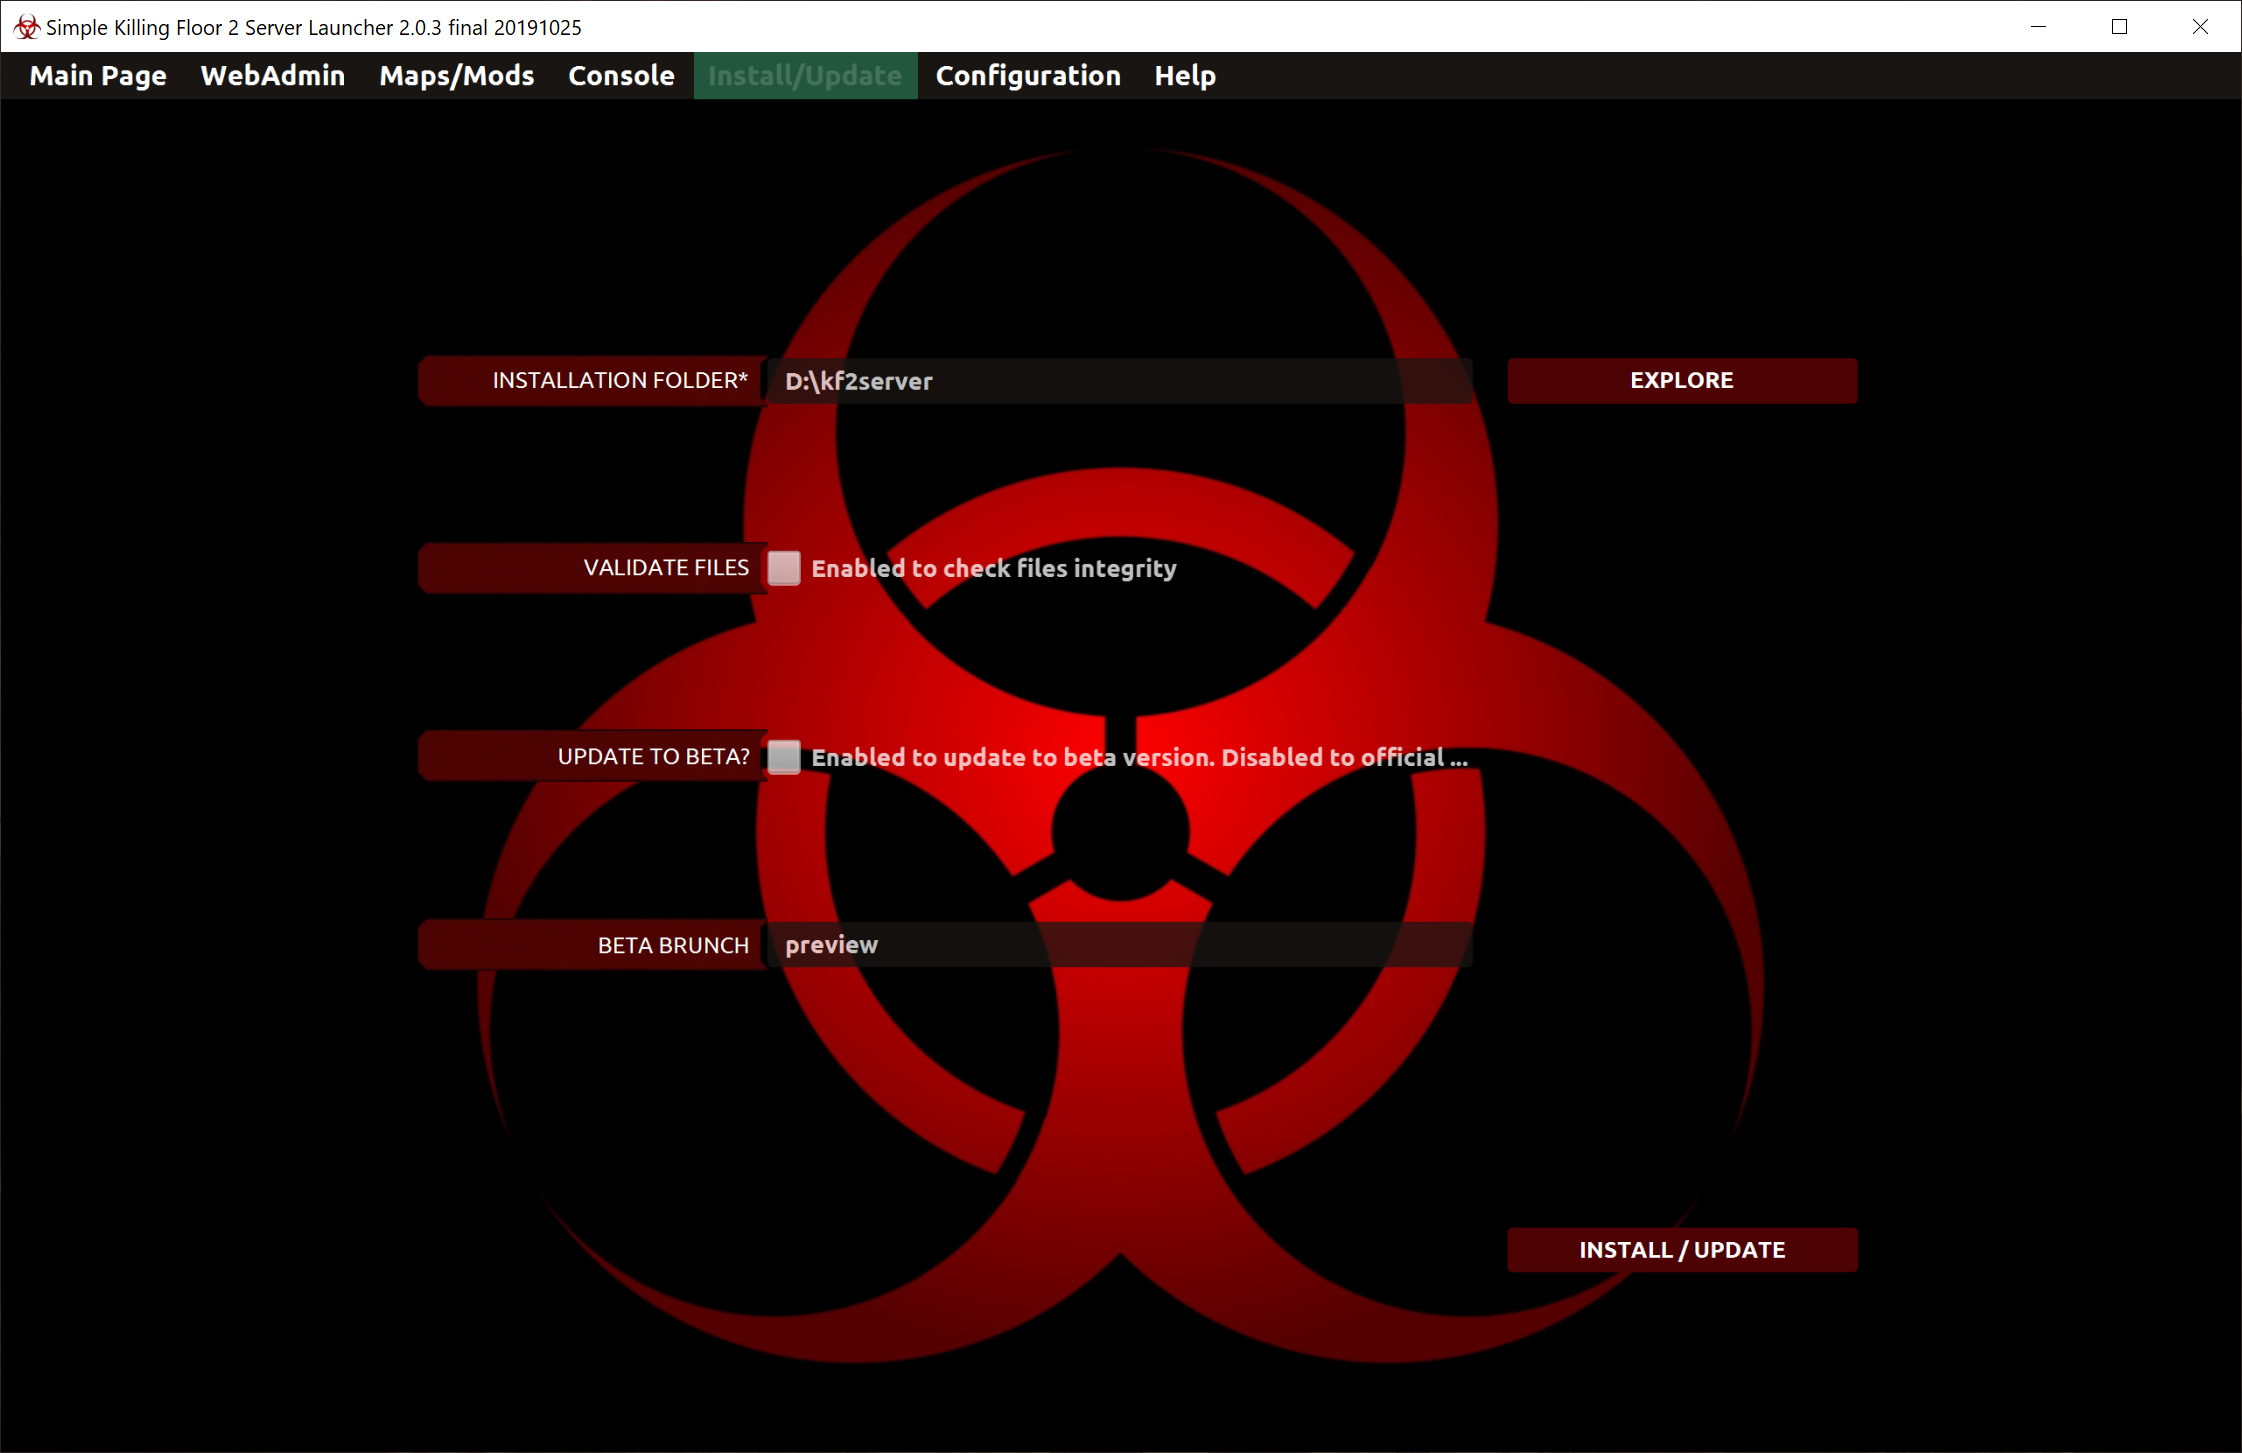 Simple Killing Floor 2 Server Launcher 2.0.3 final 20191025
Main Page WebAdmin Maps/Mods Console Install/Update Configuration Help
INSTALLATION FOLDER* D:\kf2server EXPLORE
VALIDATE FILES Enabled to check files integrity
UPDATE TO BETA? Enabled to update to beta version. Disabled to official ...
BETA BRUNCH preview
INSTALL / UPDATE